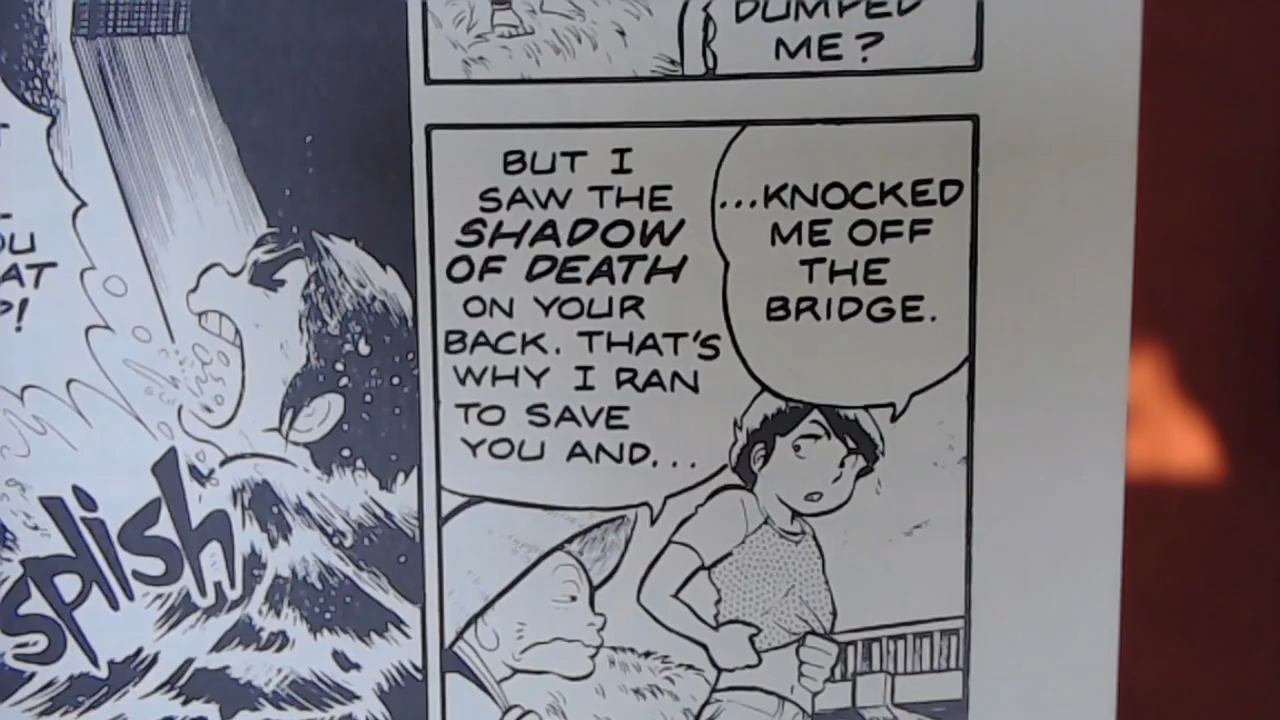 DUMPED
ME?
BUT I
SAW THE
SHADOW
OF DEATH
ON YOUR
BACK. THAT'S
WHY I RAN
TO SAVE
YOU AND...
...KNOCKED
ME OFF
THE
BRIDGE.
splish